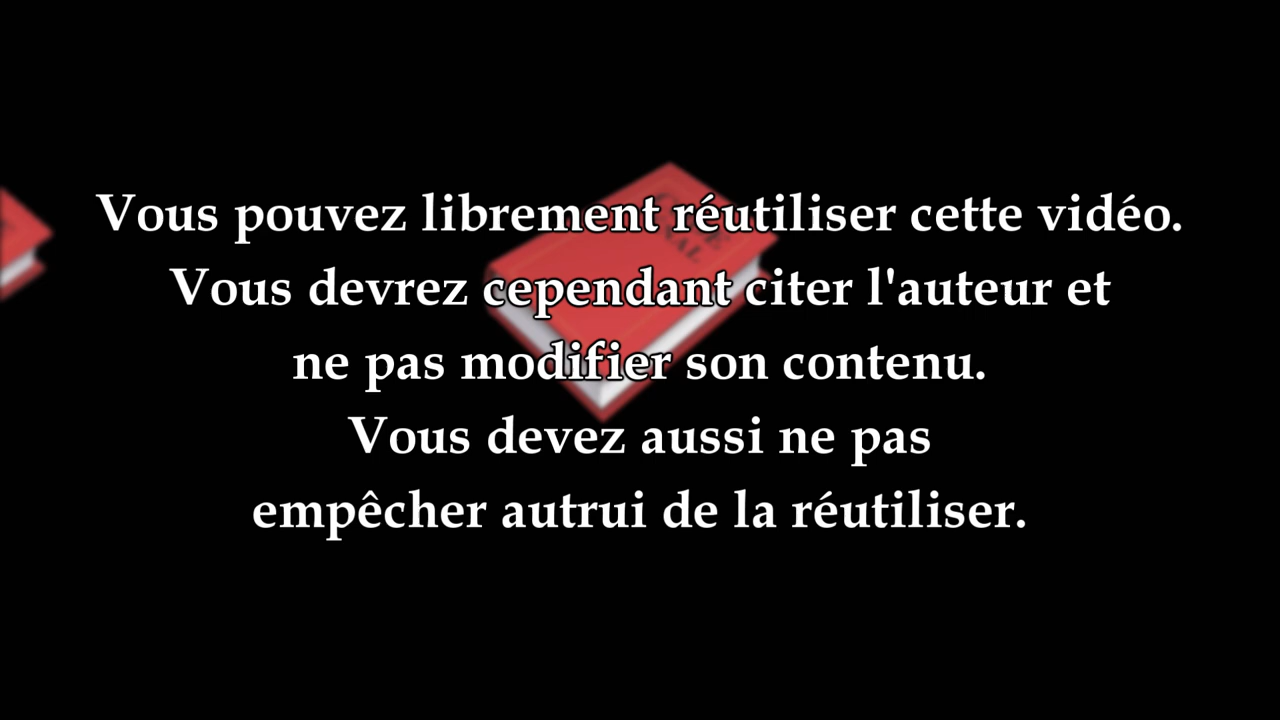 Vous pouvez librement réutiliser cette vidéo.
Vous devrez cependant citer l'auteur et
ne pas modifier son contenu.
Vous devez aussi ne pas
empêcher autrui de la réutiliser.